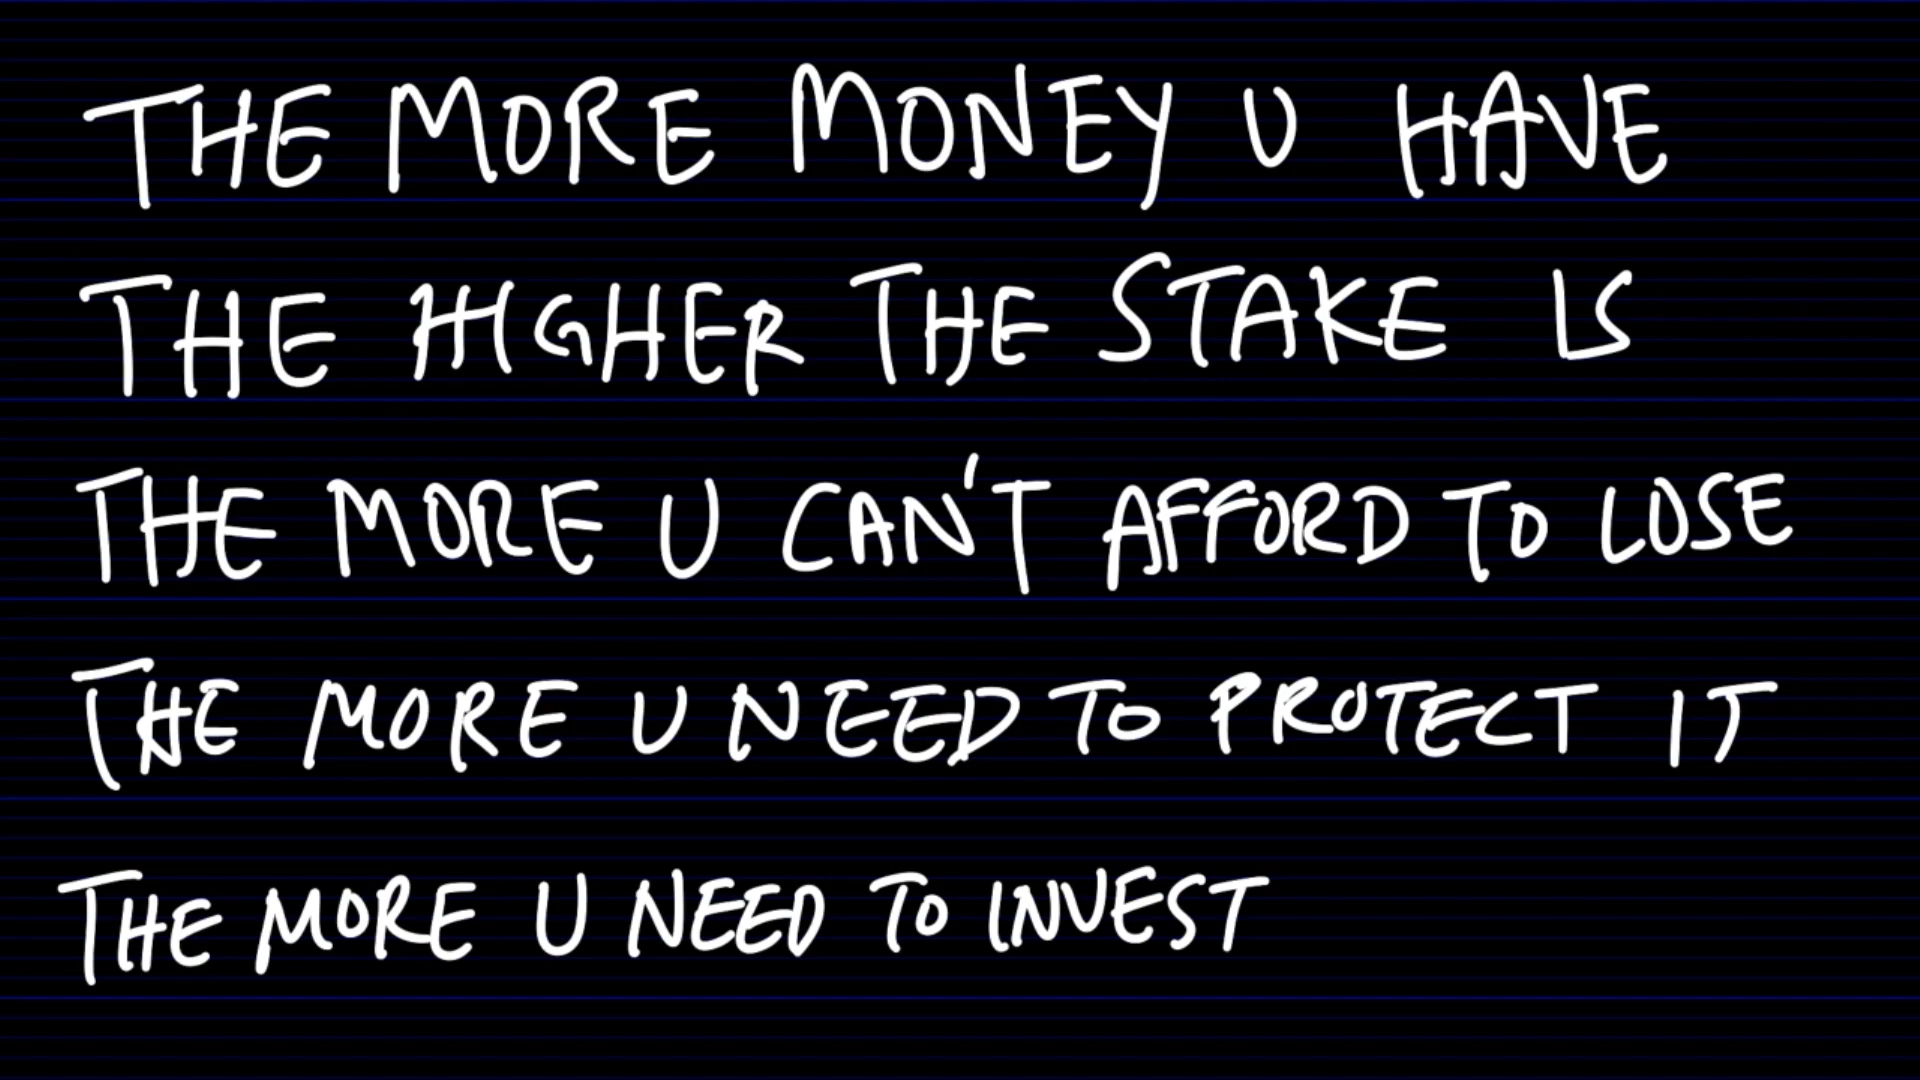 THE MORE MONEY U HAVE
THE HIGHER THE STAKE IS
THE MORE U CAN'T AFFORD TO LOSE
THE MORE U NEED TO PROTECT IT
THE MORE U NEED TO INVEST